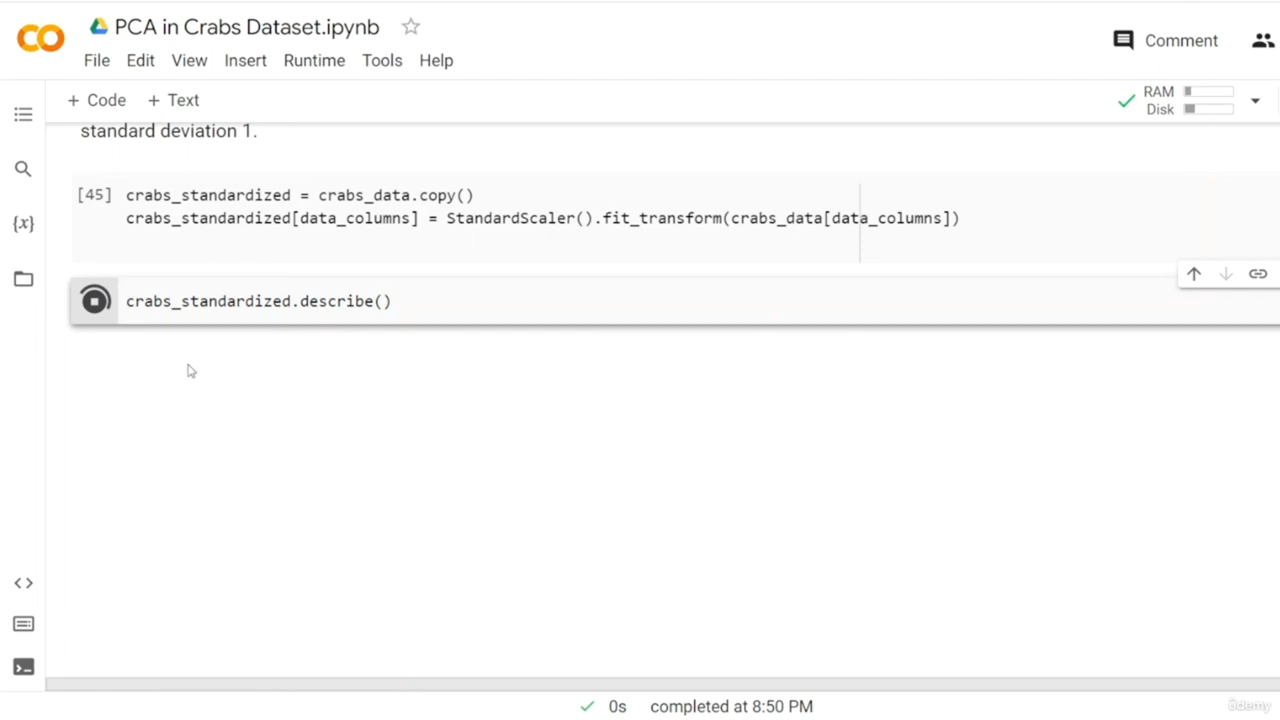 PCA in Crabs Dataset.ipynb
Comment
File Edit View Insert Runtime Tools Help
+ Code + Text
RAM
Disk
standard deviation 1.
[45] crabs_standardized = crabs_data.copy()
crabs_standardized[data_columns] = StandardScaler().fit_transform(crabs_data[data_columns])
{x}
crabs_standardized.describe()
0s completed at 8:50 PM
ûdemy